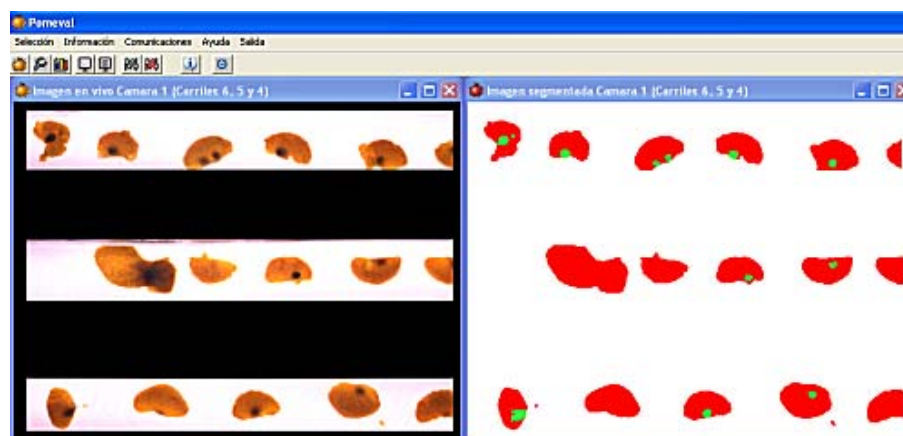 Pomeval
Selección Información Comunicaciones Ayuda Salida
Imagen en vivo Camara 1 (Carriles 6, 5 y 4)
Imagen segmentada Camara 1 (Carriles 6, 5 y 4)